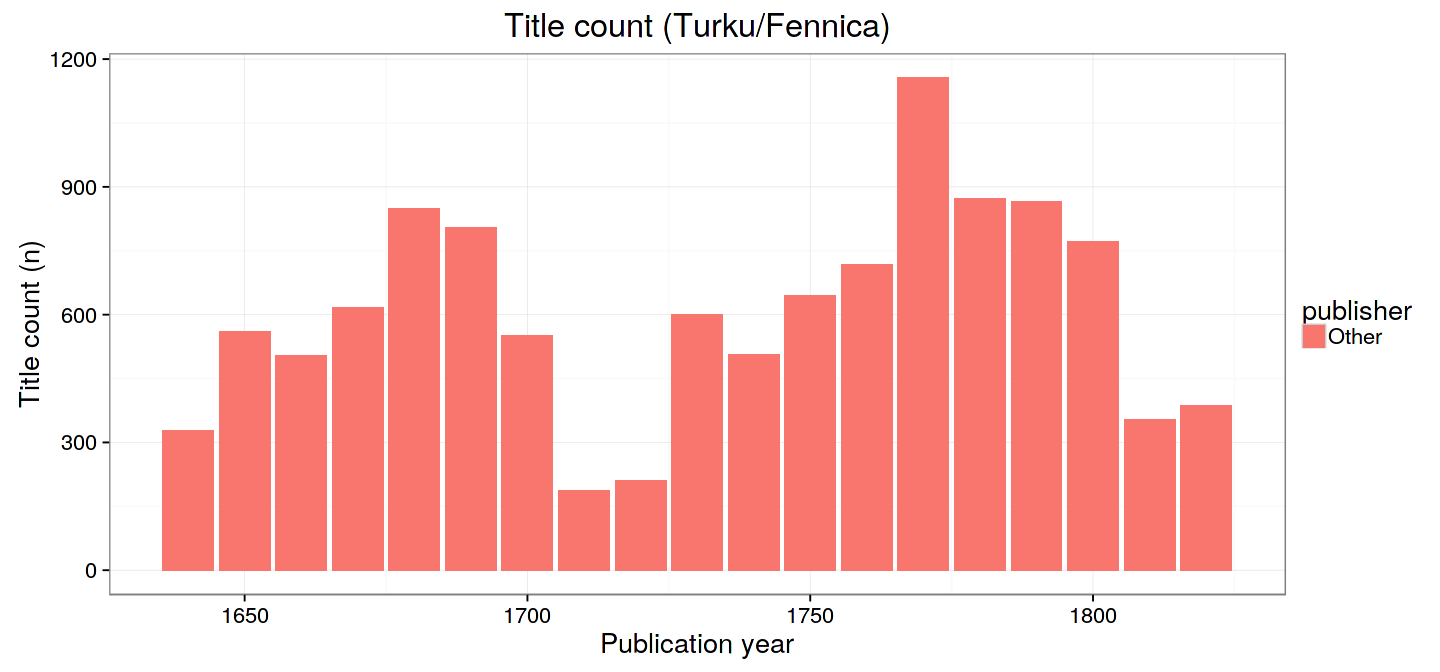 Title count (Turku/Fennica)
Title count (n)
1200
900
600
300
0
1650 1700 1750 1800
Publication year
publisher
Other